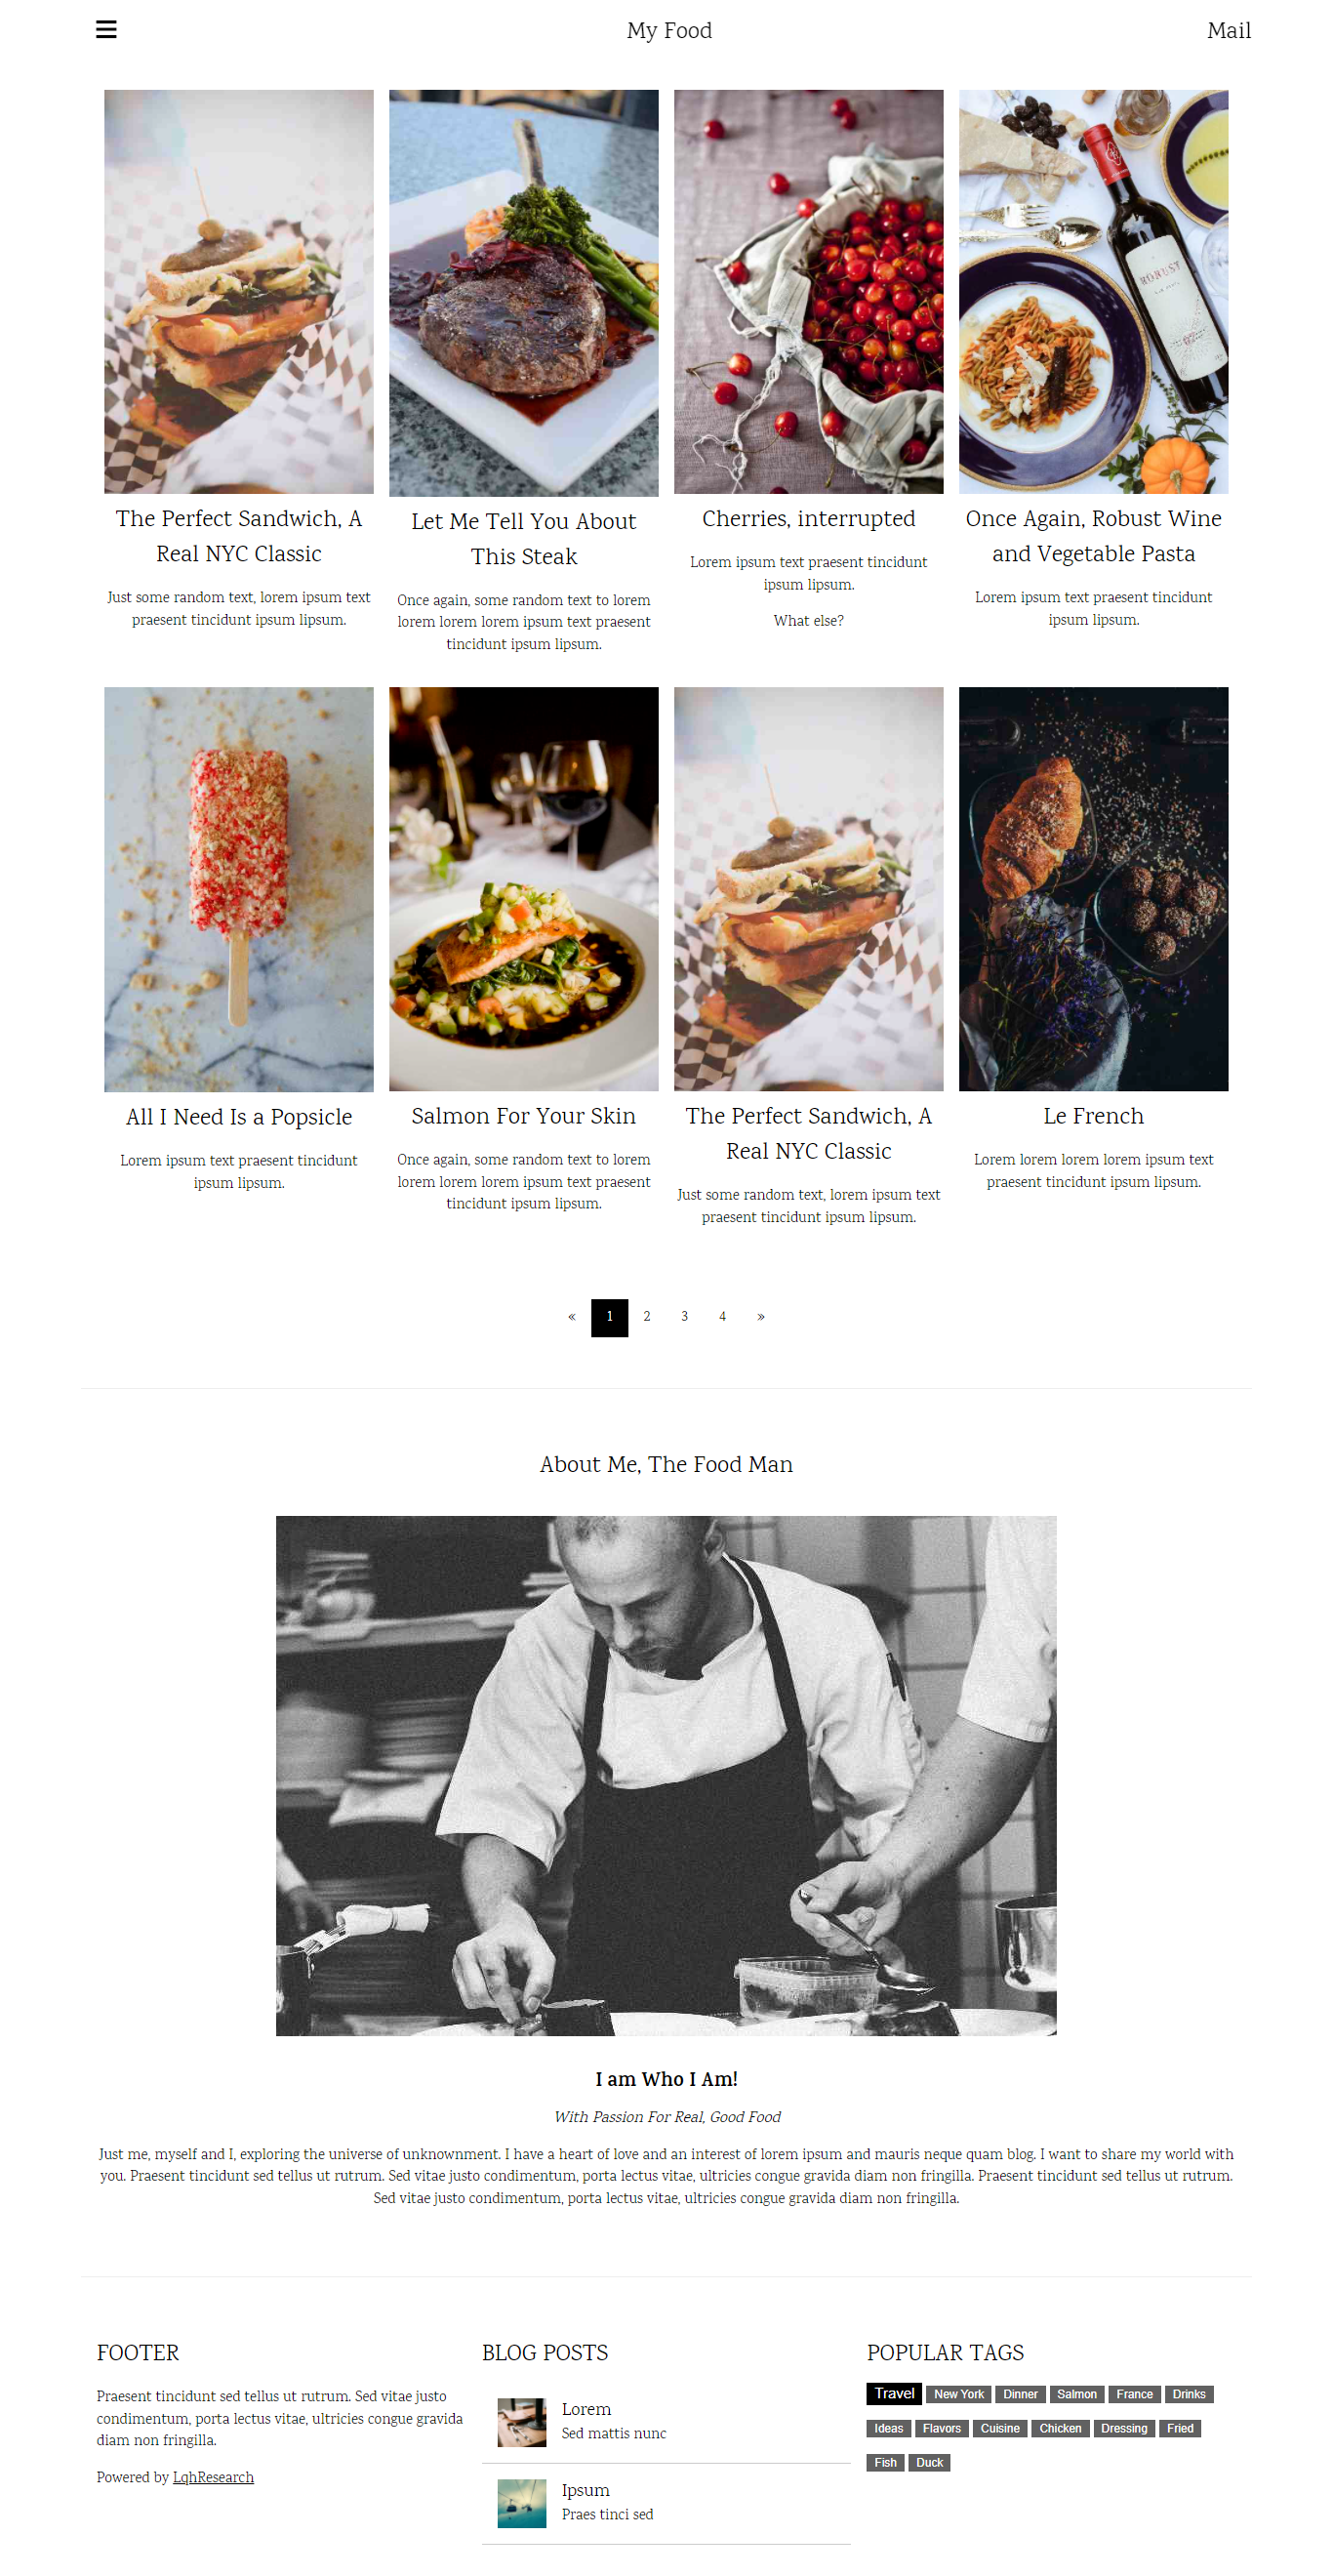 My Food
Mail
The Perfect Sandwich, A
Real NYC Classic
Just some random text, lorem ipsum text
praesent tincidunt ipsum lipsum.
Let Me Tell You About
This Steak
Once again, some random text to lorem
lorem lorem lorem ipsum text praesent
tincidunt ipsum lipsum.
Cherries, interrupted
Lorem ipsum text praesent tincidunt
ipsum lipsum.
What else?
ROBUST
Once Again, Robust Wine
and Vegetable Pasta
Lorem ipsum text praesent tincidunt
ipsum lipsum.
All I Need Is a Popsicle
Lorem ipsum text praesent tincidunt
ipsum lipsum.
Salmon For Your Skin
Once again, some random text to lorem
lorem lorem lorem ipsum text praesent
tincidunt ipsum lipsum.
The Perfect Sandwich, A
Real NYC Classic
Just some random text, lorem ipsum text
praesent tincidunt ipsum lipsum.
Le French
Lorem lorem lorem lorem ipsum text
praesent tincidunt ipsum lipsum.
« 1 2 3 4 »
About Me, The Food Man
I am Who I Am!
With Passion For Real, Good Food
Just me, myself and I, exploring the universe of unknownment. I have a heart of love and an interest of lorem ipsum and mauris neque quam blog. I want to share my world with
you. Praesent tincidunt sed tellus ut rutrum. Sed vitae justo condimentum, porta lectus vitae, ultricies congue gravida diam non fringilla. Praesent tincidunt sed tellus ut rutrum.
Sed vitae justo condimentum, porta lectus vitae, ultricies congue gravida diam non fringilla.
FOOTER
Praesent tincidunt sed tellus ut rutrum. Sed vitae justo
condimentum, porta lectus vitae, ultricies congue gravida
diam non fringilla.
Powered by LqhResearch
BLOG POSTS
Lorem
Sed mattis nunc
Ipsum
Praes tinci sed
POPULAR TAGS
Travel New York Dinner Salmon France Drinks
Ideas Flavors Cuisine Chicken Dressing Fried
Fish Duck